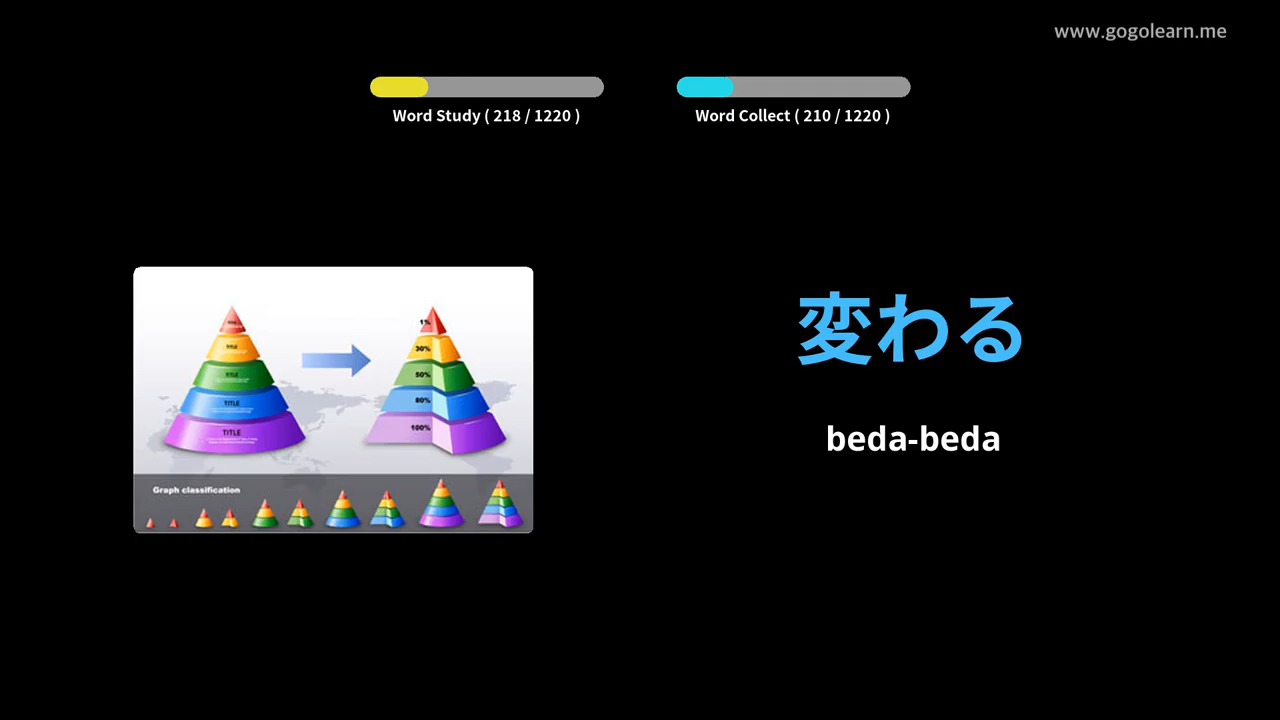 www.gogolearn.me
Word Study ( 218 / 1220 )
Word Collect ( 210 / 1220 )
変わる
beda-beda
TITLE
TITLE
TITLE
TITLE
1%
30%
50%
80%
100%
Graph classification